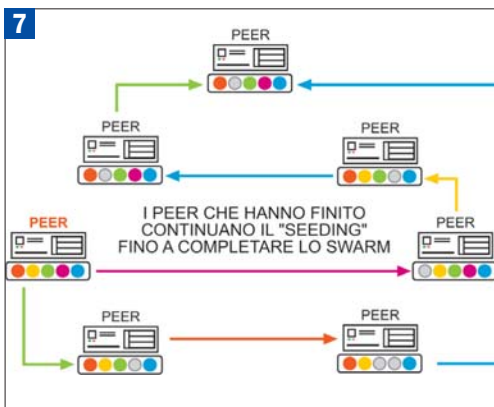 7
PEER
PEER
PEER
I PEER CHE HANNO FINITO
CONTINUANO IL "SEEDING"
FINO A COMPLETARE LO SWARM
PEER
PEER
PEER
PEER